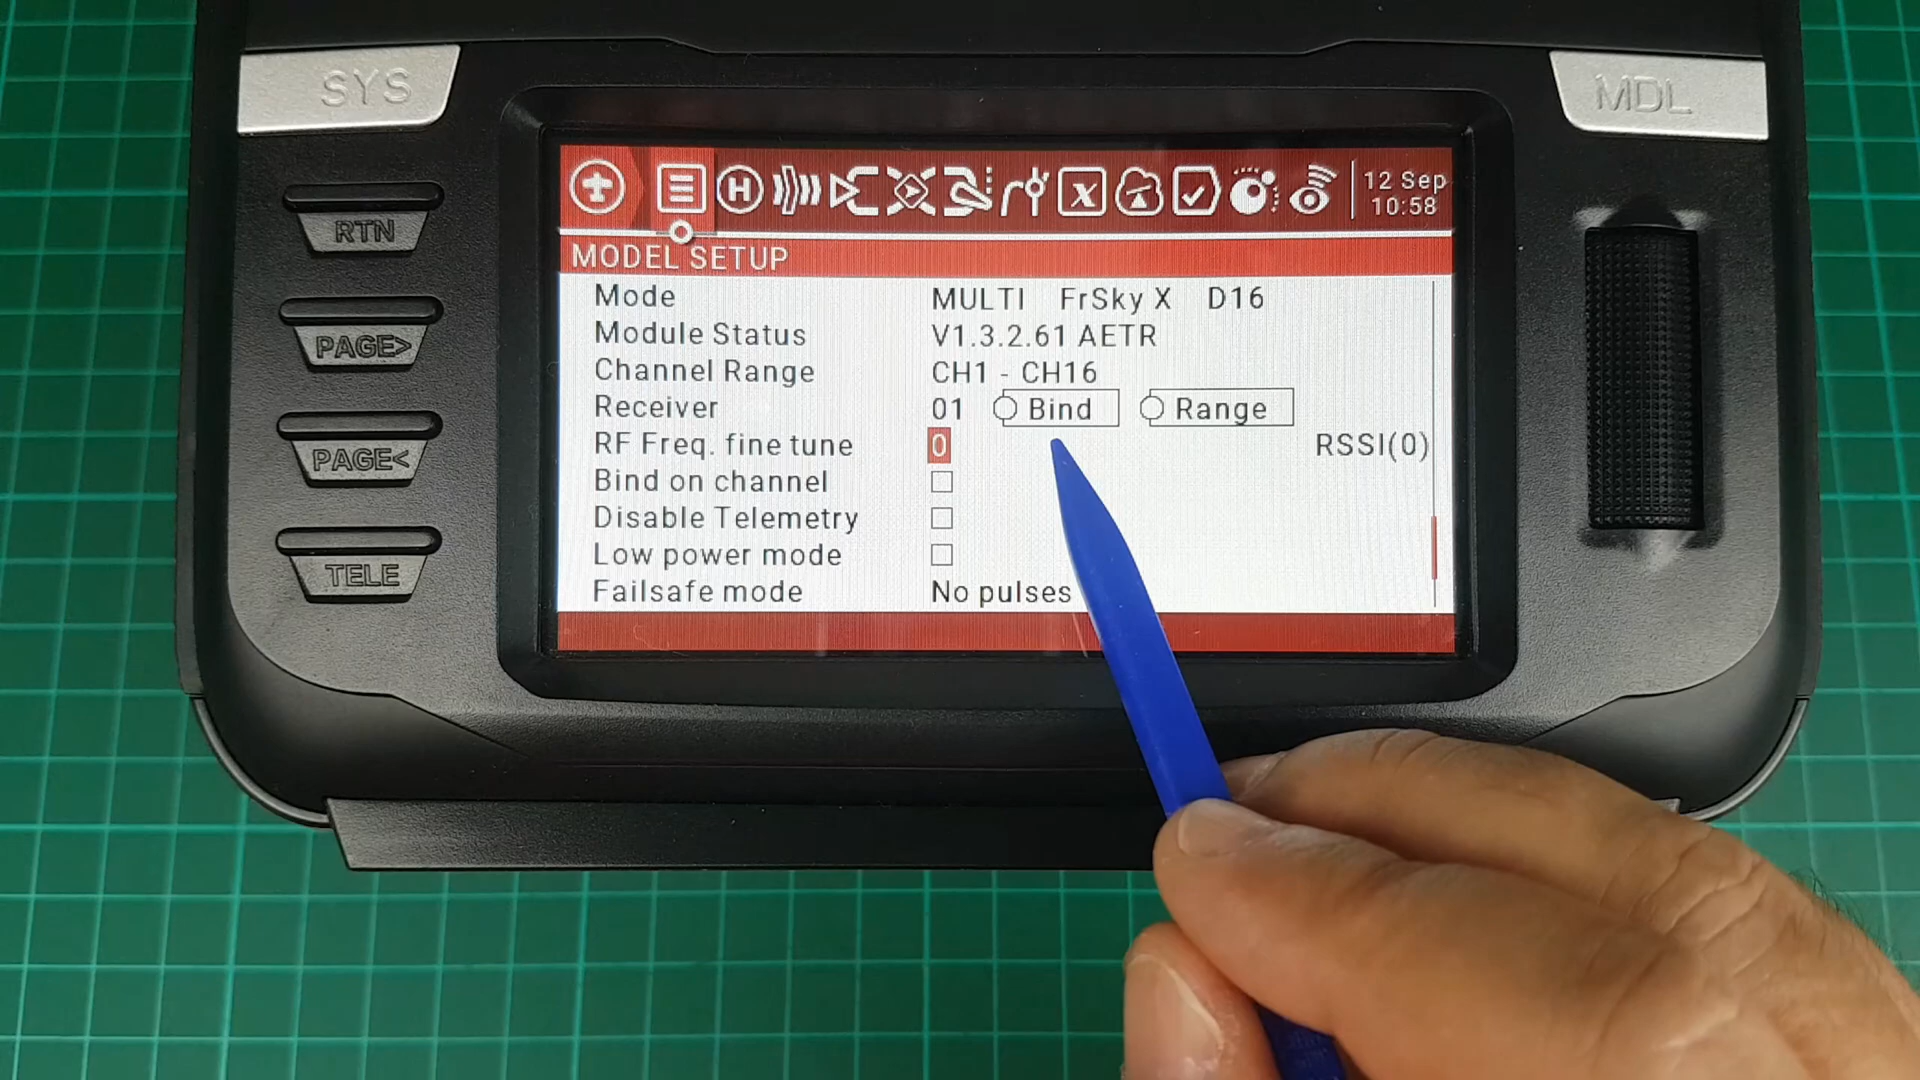 SYS
MDL
RTN
PAGE>
PAGE<
TELE
H
x
12 Sep
10:58
MODEL SETUP
Mode MULTI FrSky X D16
Module Status V1.3.2.61 AETR
Channel Range CH1 - CH16
Receiver 01 Bind Range
RF Freq. fine tune 0 RSSI(0)
Bind on channel
Disable Telemetry
Low power mode
Failsafe mode No pulses